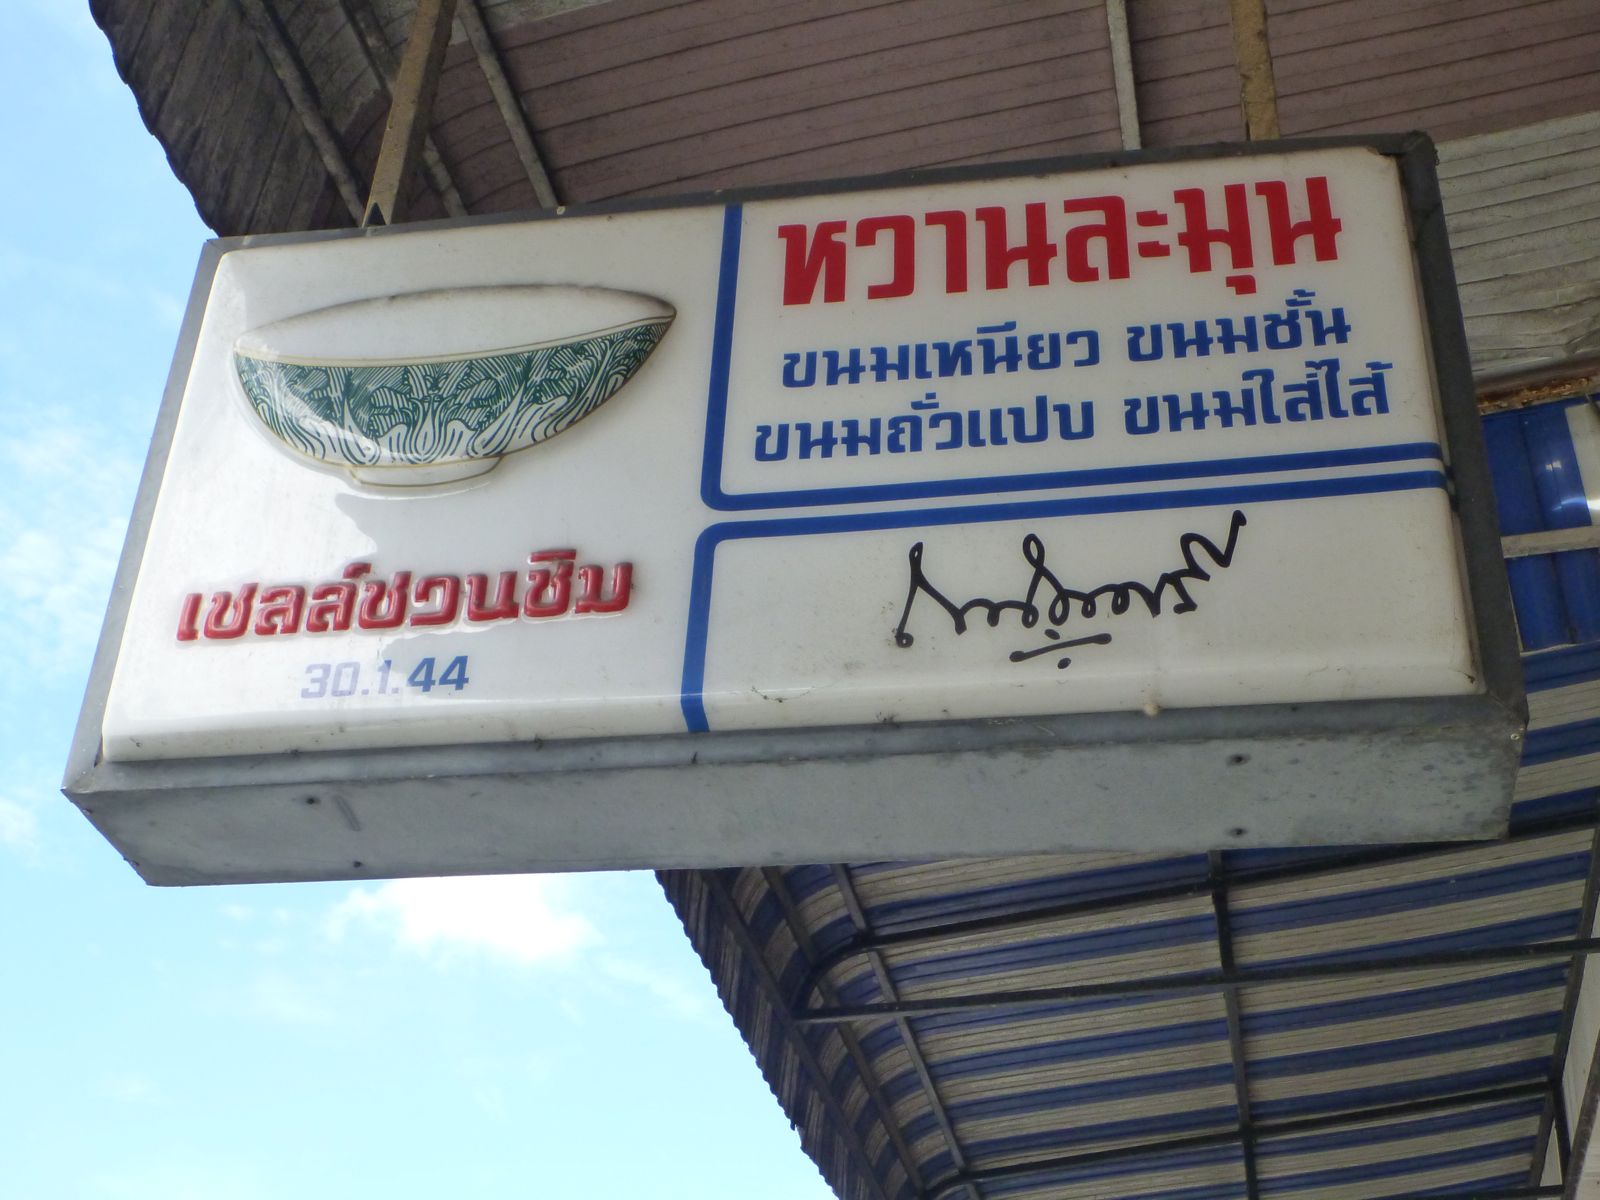 หวานละมุน
ขนมเหนียว ขนมชั้น
ขนมถั่วแปบ ขนมใส่ไส้
เชลล์ชวนชิม
30.1.44